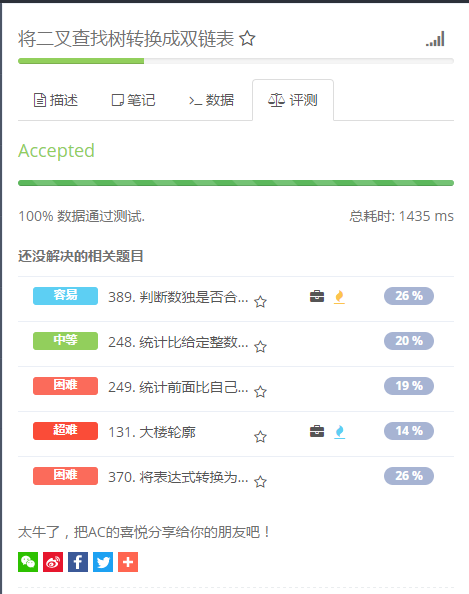 将二叉查找树转换成双链表
描述 笔记 数据 评测
Accepted
100% 数据通过测试. 总耗时: 1435 ms
还没解决的相关题目
容易 389. 判断数独是否合... 26 %
中等 248. 统计比给定整数... 20 %
困难 249. 统计前面比自己... 19 %
超难 131. 大楼轮廓 14 %
困难 370. 将表达式转换为... 26 %
太牛了，把AC的喜悦分享给你的朋友吧！